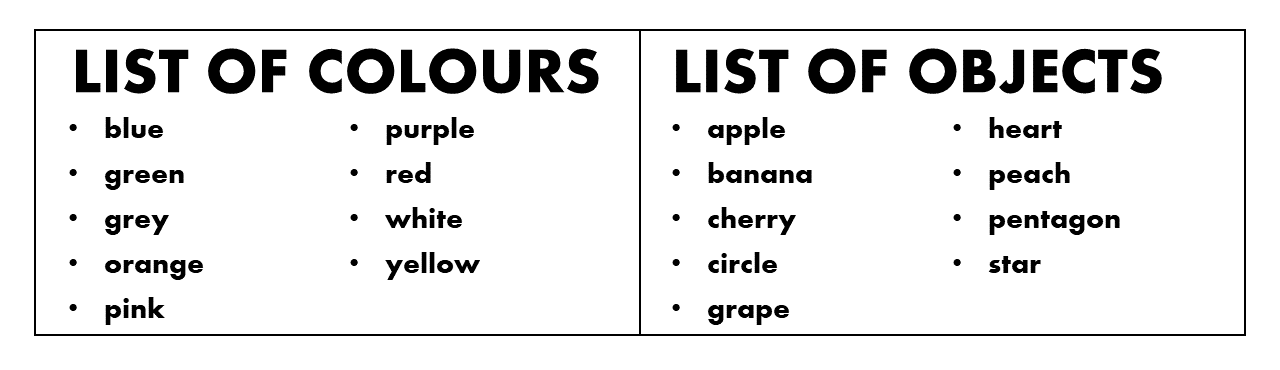 LIST OF COLOURS
• blue
• green
• grey
• orange
• pink
• purple
• red
• white
• yellow
LIST OF OBJECTS
• apple
• banana
• cherry
• circle
• grape
• heart
• peach
• pentagon
• star